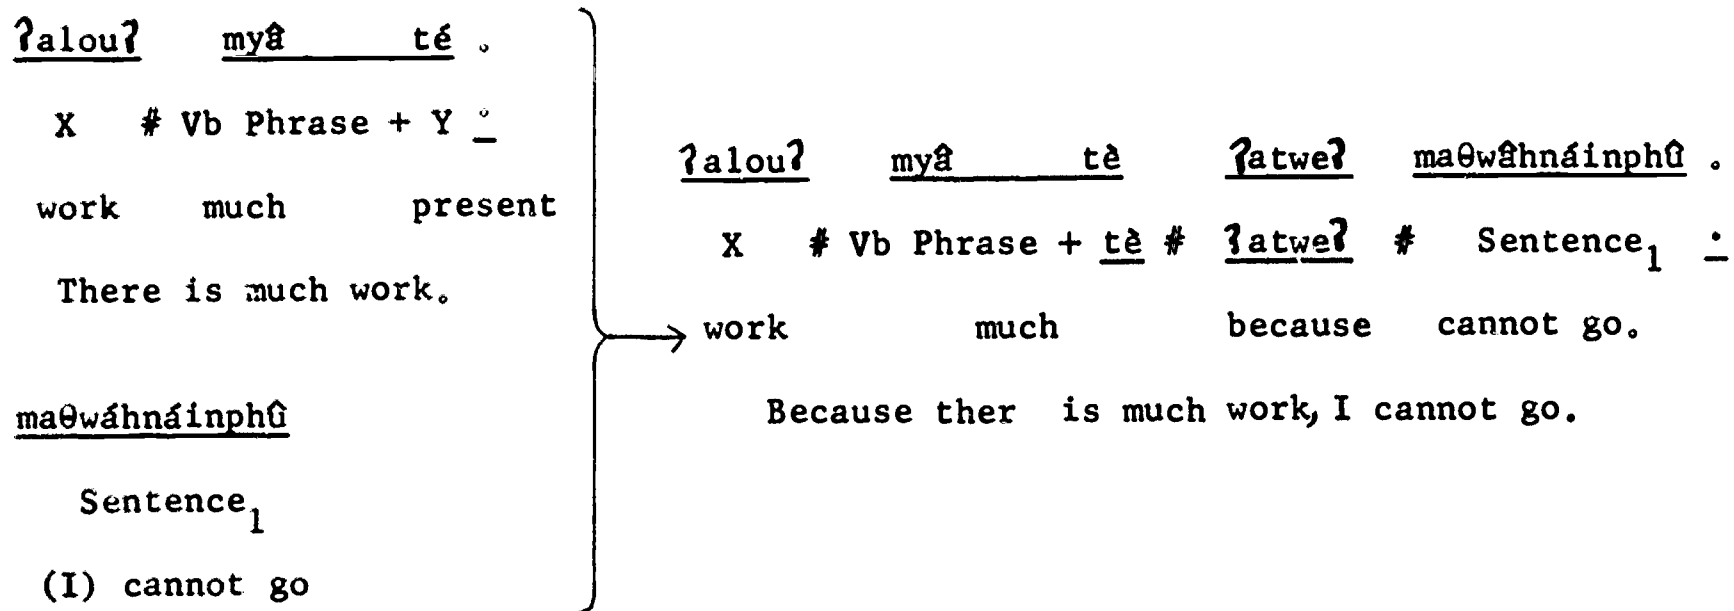 ʔalouʔ myâ té .
X # Vb Phrase + Y .
work much present
There is much work.
maθwáhnáinphû
Sentence1
(I) cannot go
ʔalouʔ myâ tè ʔatweʔ maθwâhnáinphû .
X # Vb Phrase + tè # ʔatweʔ # Sentence1 .
work much because cannot go.
Because ther is much work, I cannot go.